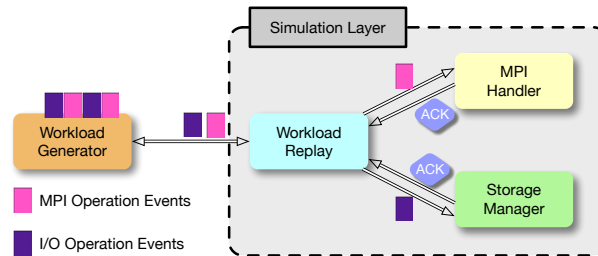 Simulation Layer
MPI
Handler
ACK
Workload
Generator
Workload
Replay
ACK
Storage
Manager
MPI Operation Events
I/O Operation Events